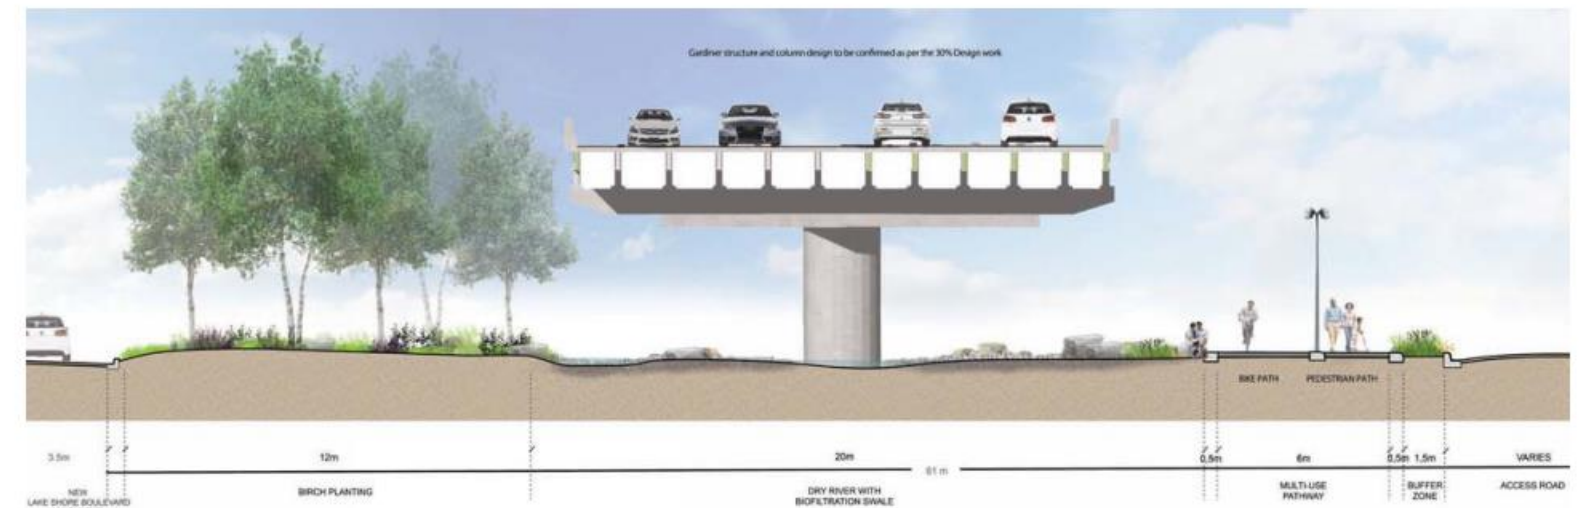 Gardiner structure and column design to be confirmed as per the 30% Design work
BIKE PATH
PEDESTRIAN PATH
3.5m
12m
20m
0,5m
6m
0,5m
1,5m
VARIES
61 m
NEW
LAKE SHORE BOULEVARD
BIRCH PLANTING
DRY RIVER WITH
BIOFILTRATION SWALE
MULTI-USE
PATHWAY
BUFFER
ZONE
ACCESS ROAD